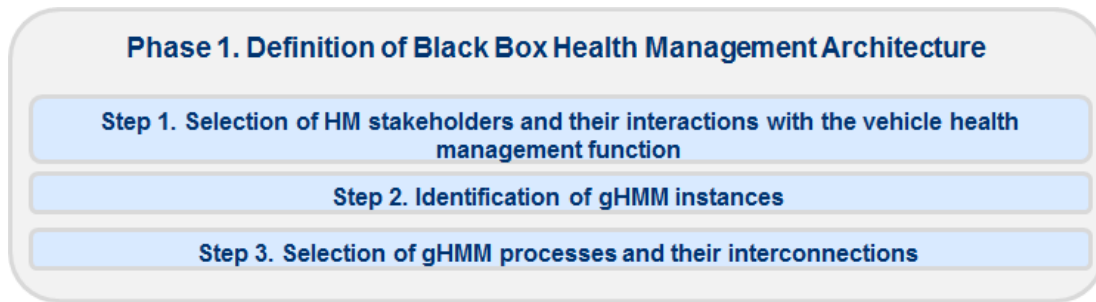 Phase 1. Definition of Black Box Health Management Architecture
Step 1. Selection of HM stakeholders and their interactions with the vehicle health
management function
Step 2. Identification of gHMM instances
Step 3. Selection of gHMM processes and their interconnections